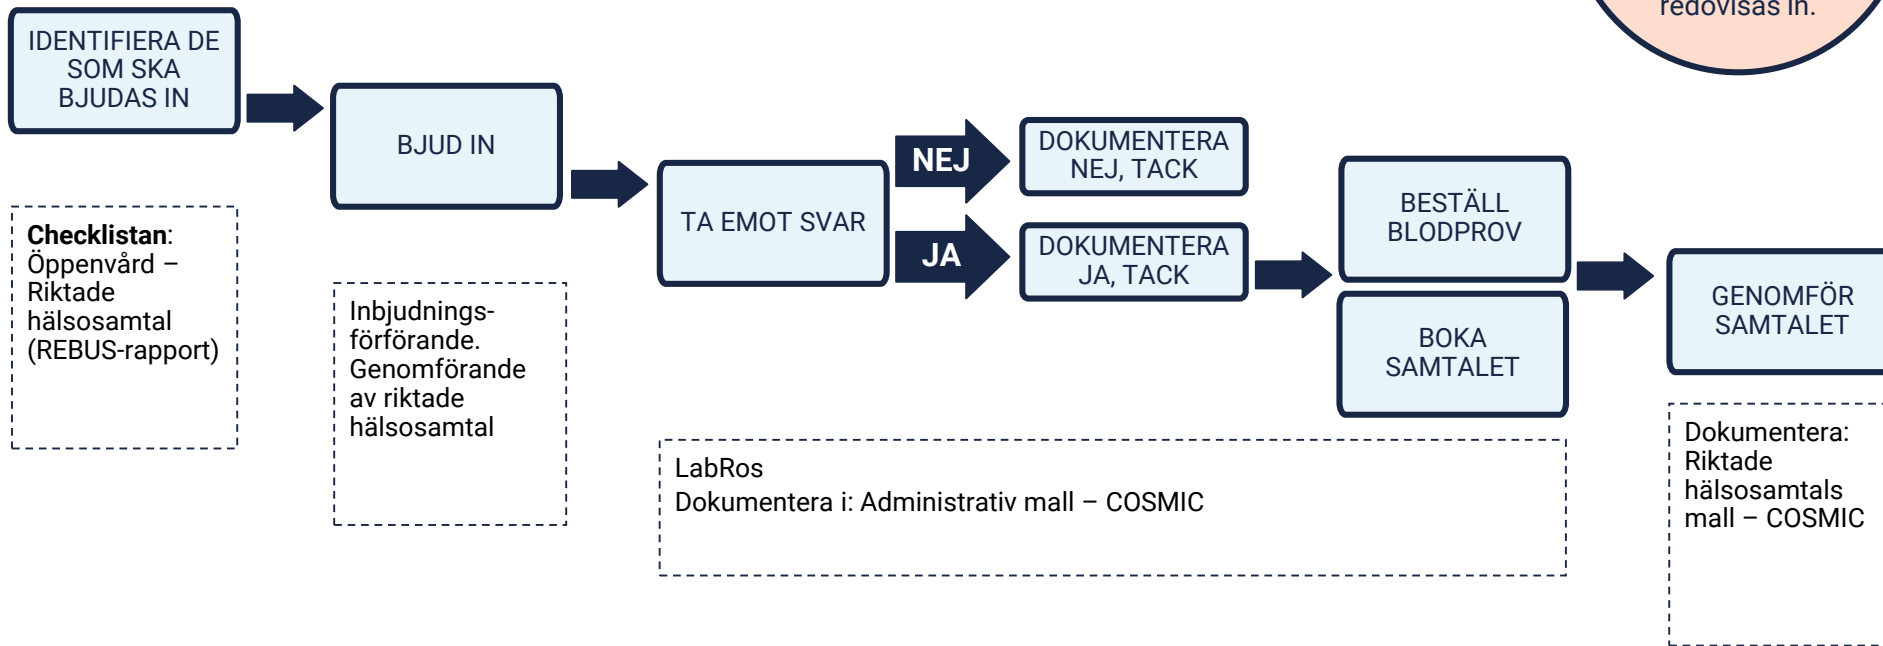 redovisas in.
IDENTIFIERA DE
SOM SKA
BJUDAS IN
BJUD IN
TA EMOT SVAR
NEJ
JA
DOKUMENTERA
NEJ, TACK
DOKUMENTERA
JA, TACK
BESTÄLL
BLODPROV
BOKA
SAMTALET
GENOMFÖR
SAMTALET
Checklistan:
Öppenvård –
Riktade
hälsosamtal
(REBUS-rapport)
Inbjudnings-
förförande.
Genomförande
av riktade
hälsosamtal
LabRos
Dokumentera i: Administrativ mall – COSMIC
Dokumentera:
Riktade
hälsosamtals
mall – COSMIC